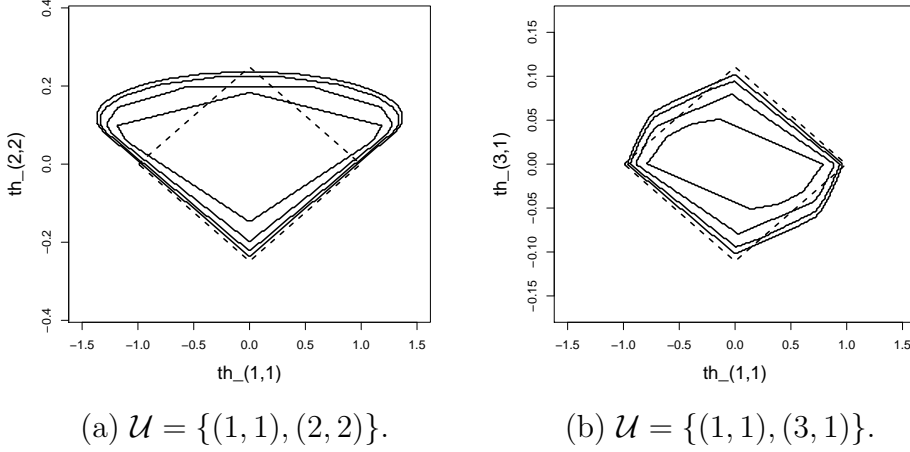 th_(2,2)
0.4
0.2
0.0
−0.2
−0.4
−1.5 −1.0 −0.5 0.0 0.5 1.0 1.5
th_(1,1)
(a) 𝒰 = {(1, 1), (2, 2)}.
th_(3,1)
0.15
0.10
0.05
0.00
−0.05
−0.10
−0.15
−1.5 −1.0 −0.5 0.0 0.5 1.0 1.5
th_(1,1)
(b) 𝒰 = {(1, 1), (3, 1)}.